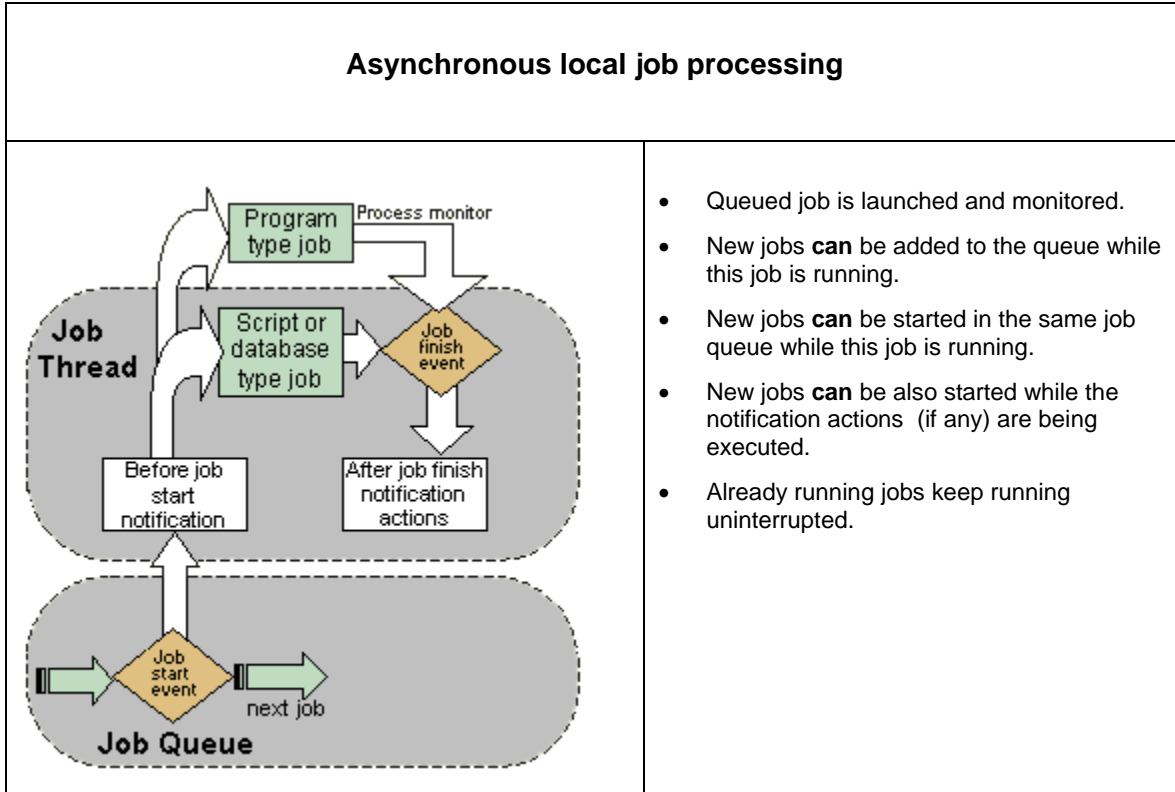 Asynchronous local job processing
Program
type job
Process monitor
Job
Thread
Script or
database
type job
Job
finish
event
Before job
start
notification
After job finish
notification
actions
Job
start
event
next job
Job Queue
• Queued job is launched and monitored.
• New jobs can be added to the queue while
this job is running.
• New jobs can be started in the same job
queue while this job is running.
• New jobs can be also started while the
notification actions (if any) are being
executed.
• Already running jobs keep running
uninterrupted.